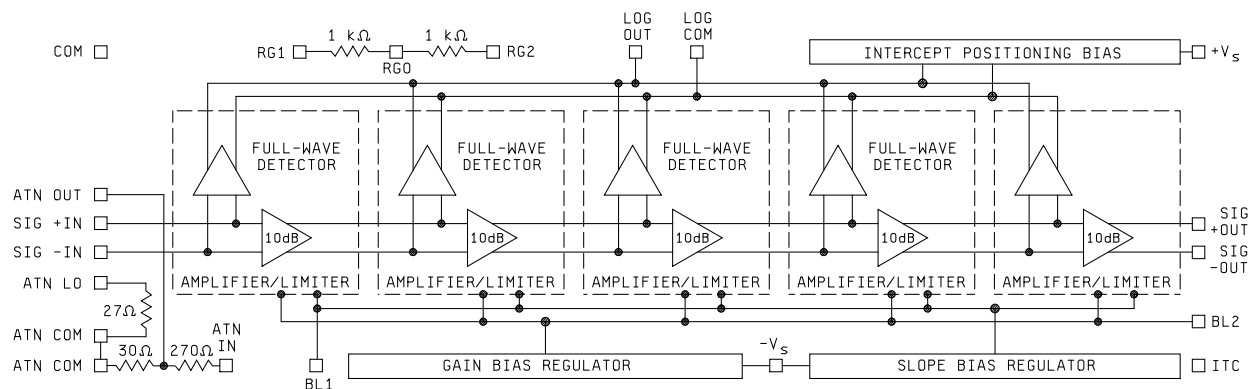 COM
RG1
1 kΩ
RG0
1 kΩ
RG2
LOG
OUT
LOG
COM
INTERCEPT POSITIONING BIAS
+Vs
FULL-WAVE
DETECTOR
FULL-WAVE
DETECTOR
FULL-WAVE
DETECTOR
FULL-WAVE
DETECTOR
ATN OUT
SIG +IN
SIG -IN
10dB
10dB
10dB
10dB
10dB
SIG
+OUT
SIG
-OUT
AMPLIFIER/LIMITER
AMPLIFIER/LIMITER
AMPLIFIER/LIMITER
AMPLIFIER/LIMITER
AMPLIFIER/LIMITER
ATN LO
27Ω
ATN COM
ATN COM
30Ω
270Ω
ATN
IN
BL1
GAIN BIAS REGULATOR
-Vs
SLOPE BIAS REGULATOR
BL2
ITC